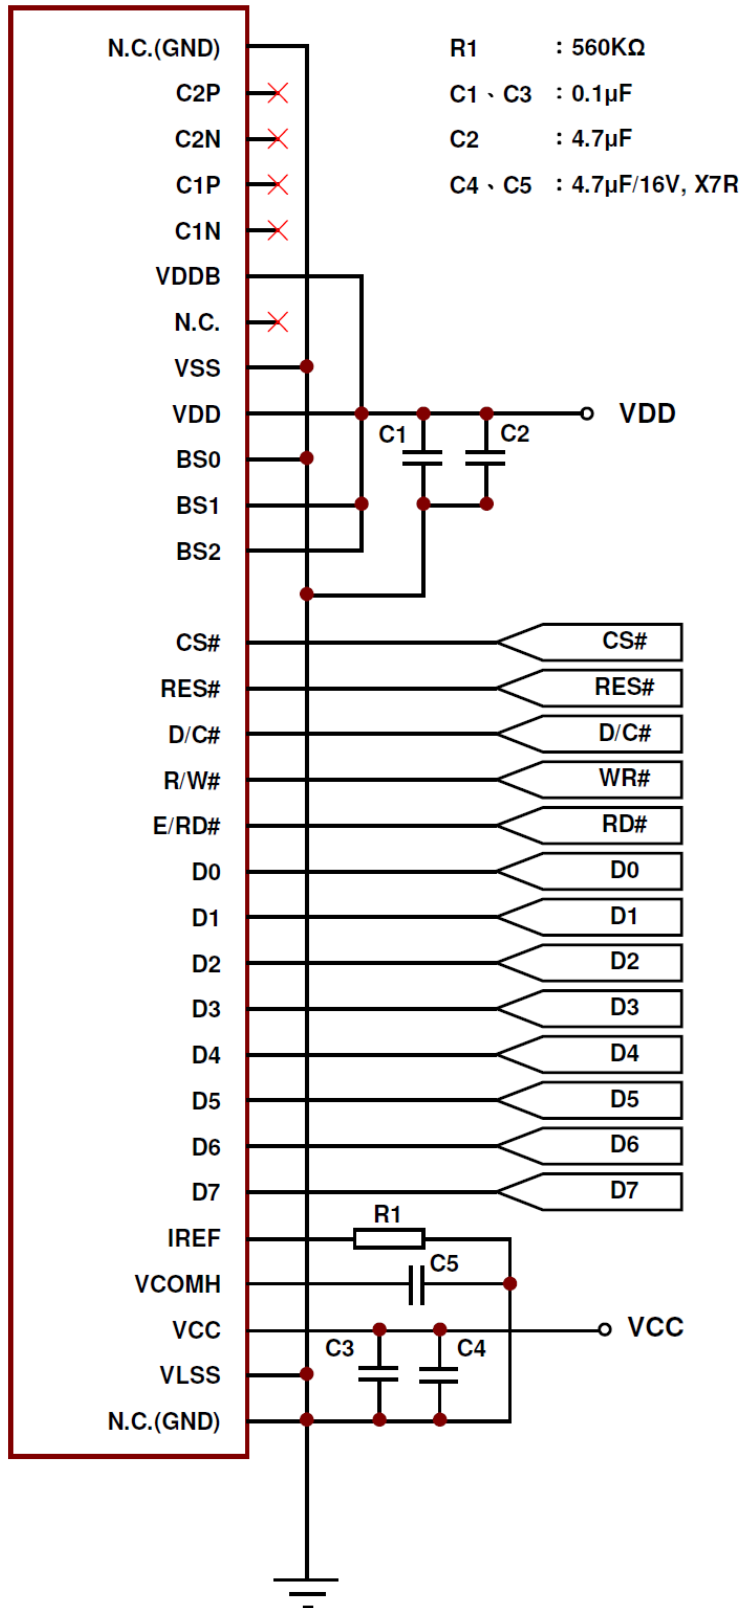 N.C.(GND)
C2P
C2N
C1P
C1N
VDDB
N.C.
VSS
VDD
BS0
BS1
BS2
CS#
RES#
D/C#
R/W#
E/RD#
D0
D1
D2
D3
D4
D5
D6
D7
IREF
VCOMH
VCC
VLSS
N.C.(GND)
R1 : 560KΩ
C1、C3 : 0.1µF
C2 : 4.7µF
C4、C5 : 4.7µF/16V, X7R
VDD
C1
C2
CS#
RES#
D/C#
WR#
RD#
D0
D1
D2
D3
D4
D5
D6
D7
R1
C5
VCC
C3
C4